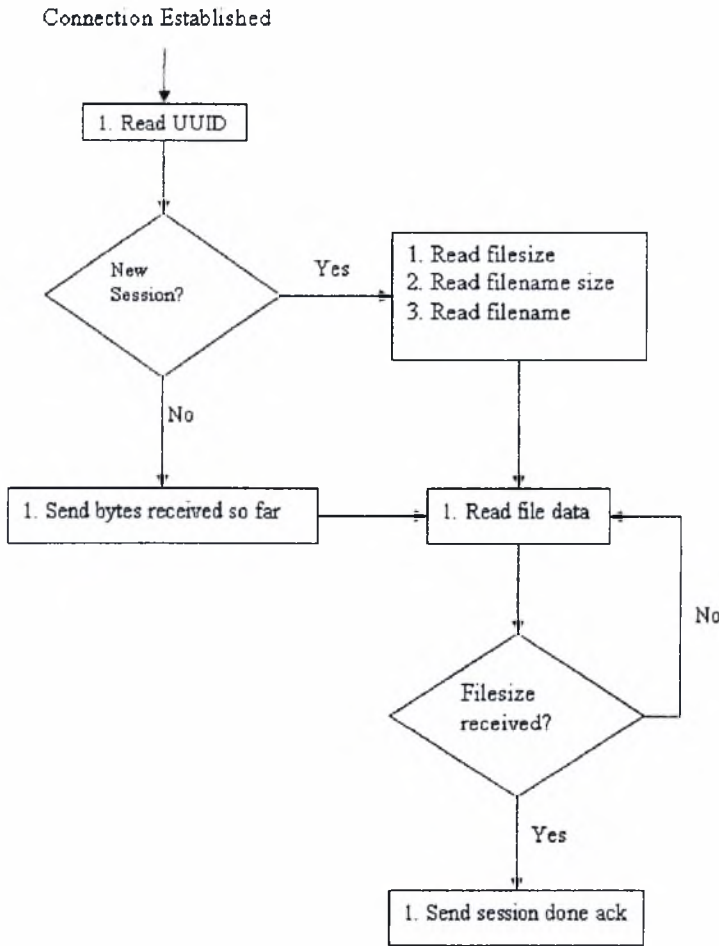 Connection Established
1. Read UUID
New
Session?
Yes
1. Read filesize
2. Read filename size
3. Read filename
No
1. Send bytes received so far
1. Read file data
No
Filesize
received?
Yes
1. Send session done ack